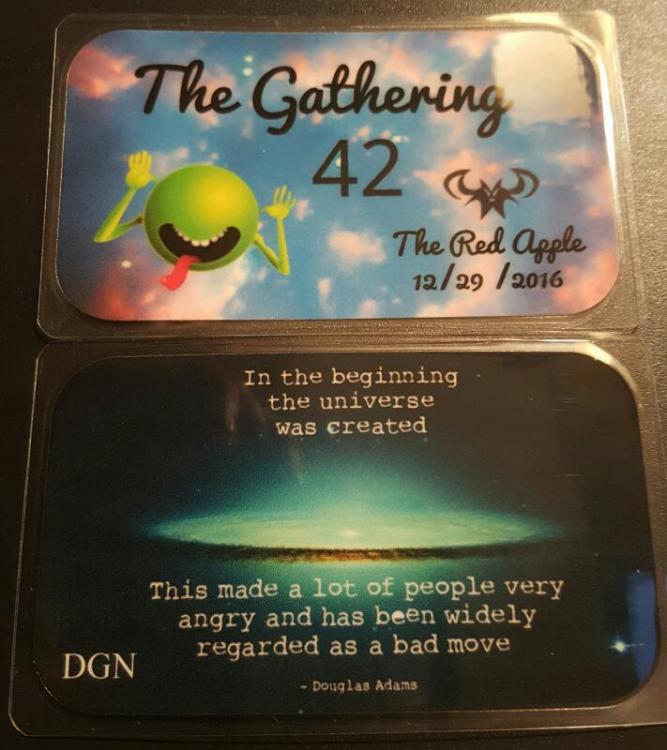 The Gathering
42
The Red Apple
12/29/2016
In the beginning
the universe
was created
This made a lot of people very
angry and has been widely
regarded as a bad move
DGN
- Douglas Adams